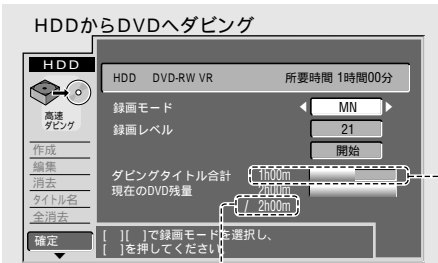 HDDからDVDへダビング
HDD
高速
ダビング
作成
編集
消去
タイトル名
全消去
確定
HDD DVD-RW VR 所要時間 1時間00分
録画モード MN
録画レベル 21
開始
ダビングタイトル合計 1h00m
現在のDVD残量 2h00m
/ 2h00m
[ ][ ]で録画モードを選択し、
[ ]を押してください